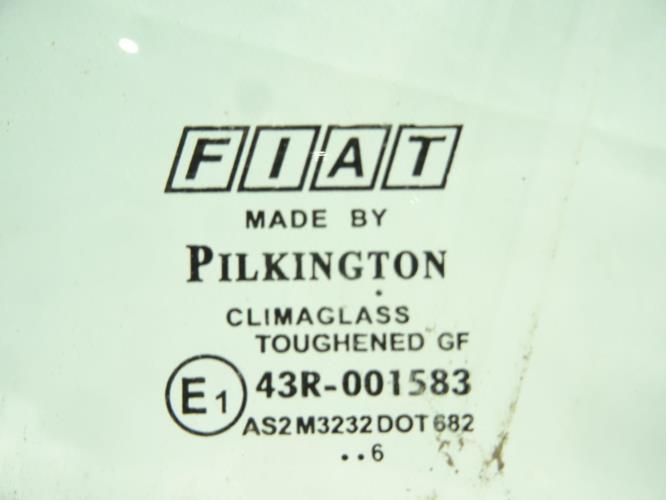 FIAT
MADE BY
PILKINGTON
CLIMAGLASS
TOUGHENED GF
E1 43R-001583
AS2 M3232 DOT 682
..6